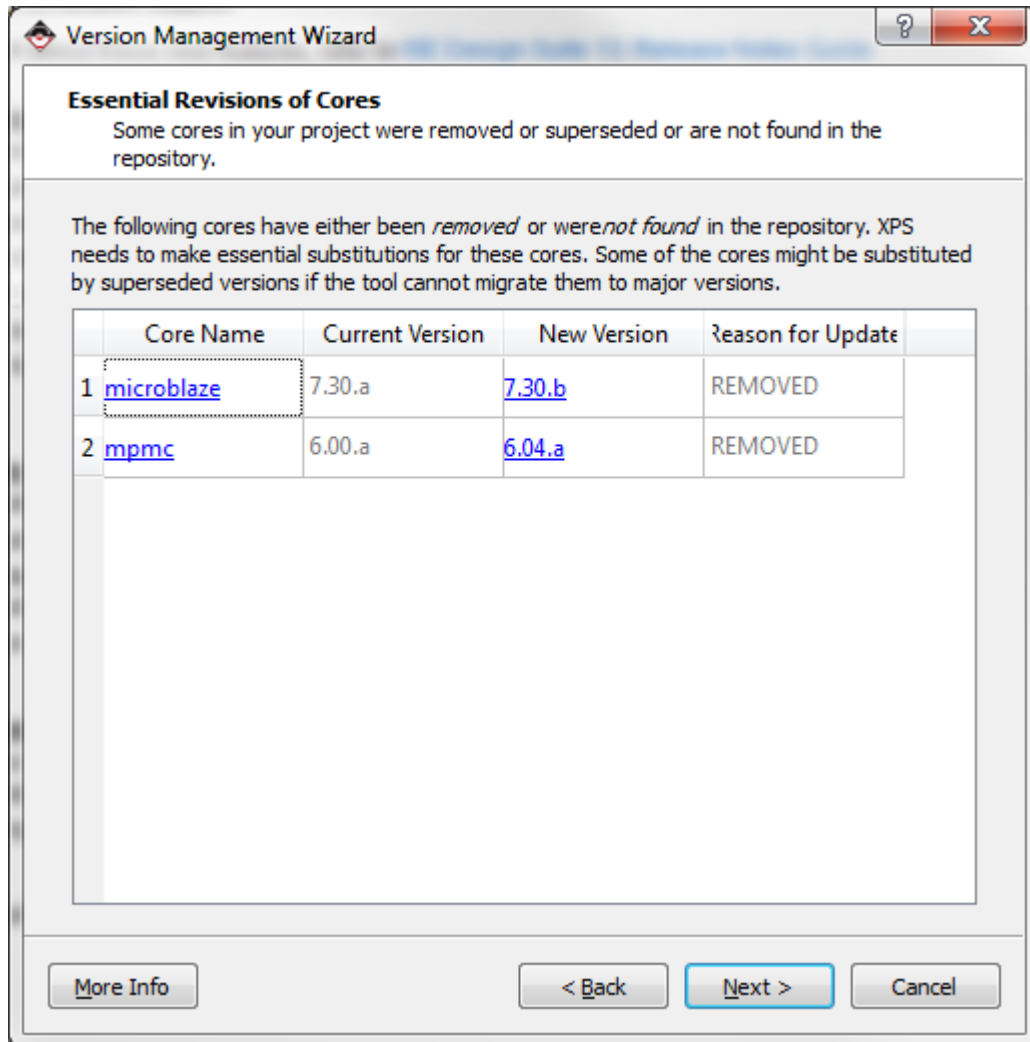 Version Management Wizard
Essential Revisions of Cores
Some cores in your project were removed or superseded or are not found in the
repository.
The following cores have either been removed or werenot found in the repository. XPS
needs to make essential substitutions for these cores. Some of the cores might be substituted
by superseded versions if the tool cannot migrate them to major versions.
Core Name Current Version New Version Reason for Update
1 microblaze 7.30.a 7.30.b REMOVED
2 mpmc 6.00.a 6.04.a REMOVED
More Info < Back Next > Cancel